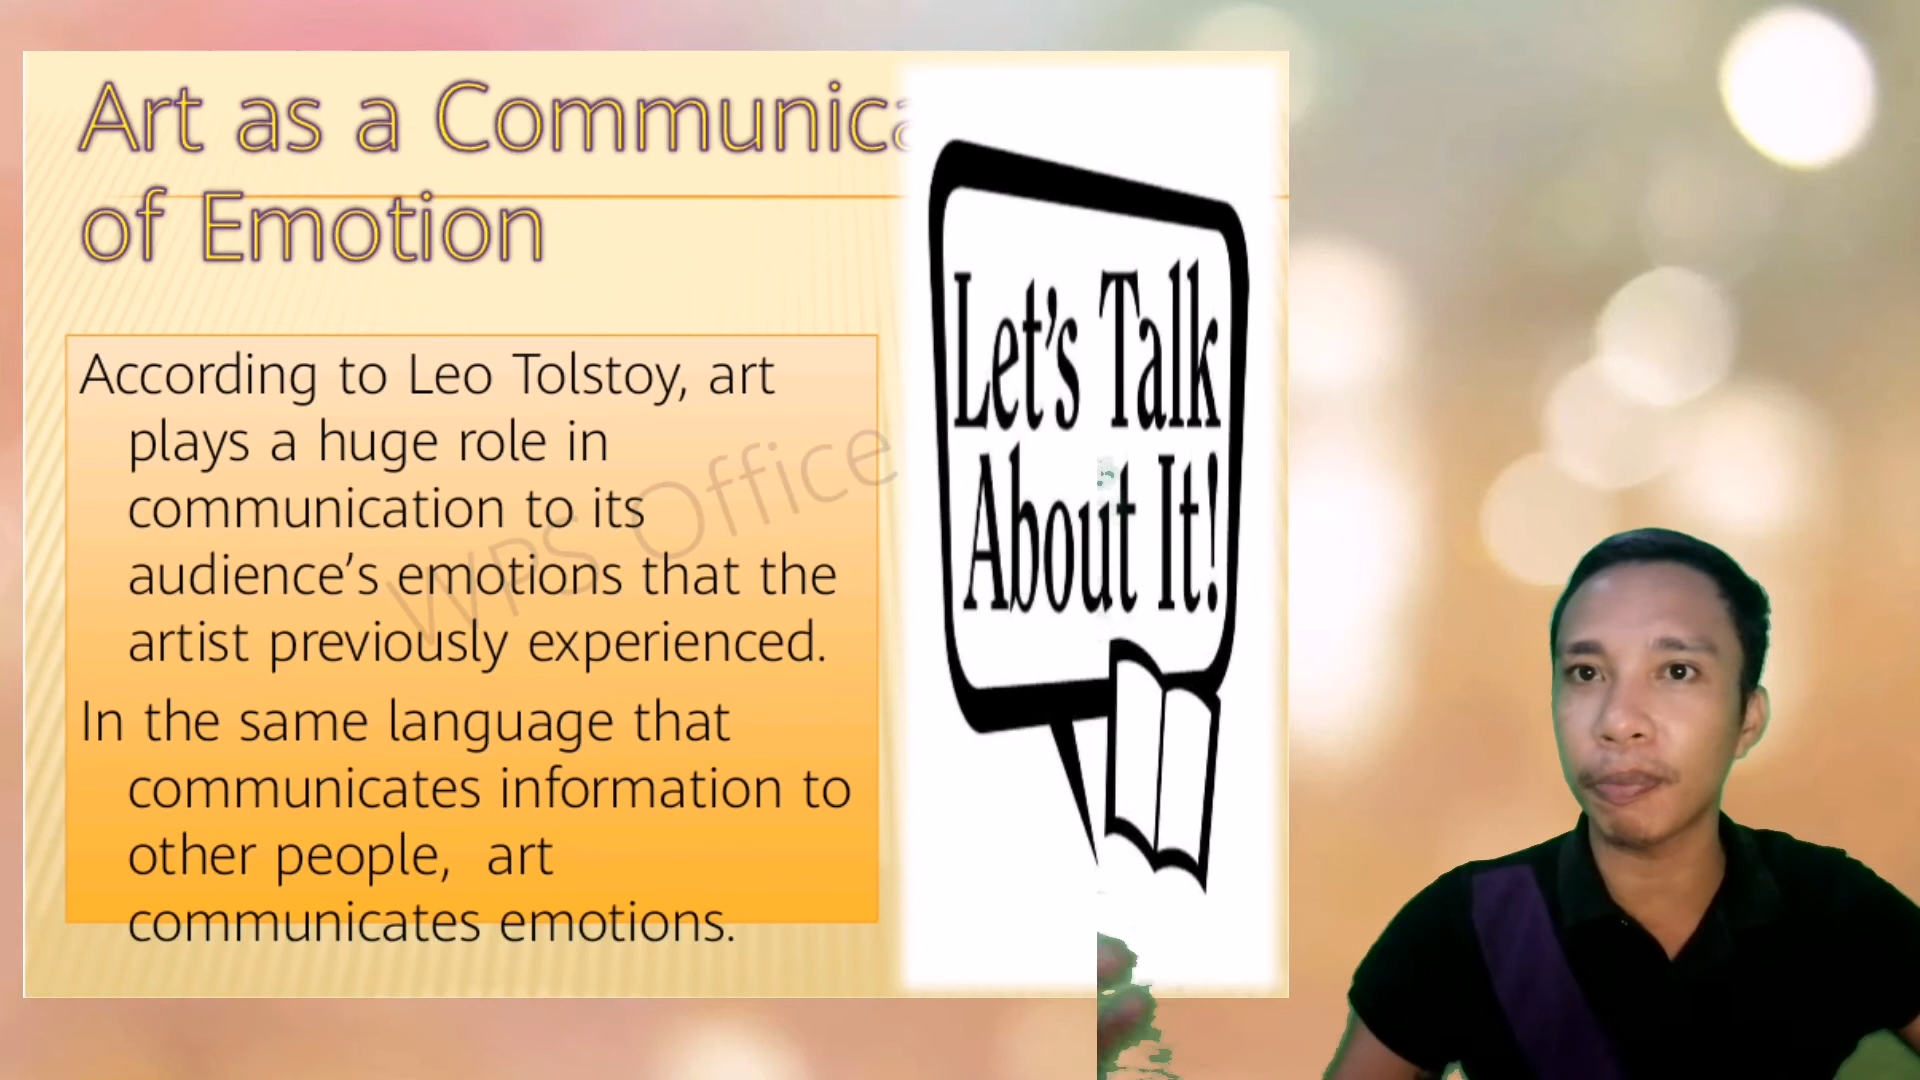 Art as a Communica
of Emotion
According to Leo Tolstoy, art
plays a huge role in
communication to its
audience's emotions that the
artist previously experienced.
In the same language that
communicates information to
other people, art
communicates emotions.
WPS Office
Let's Talk
About It!